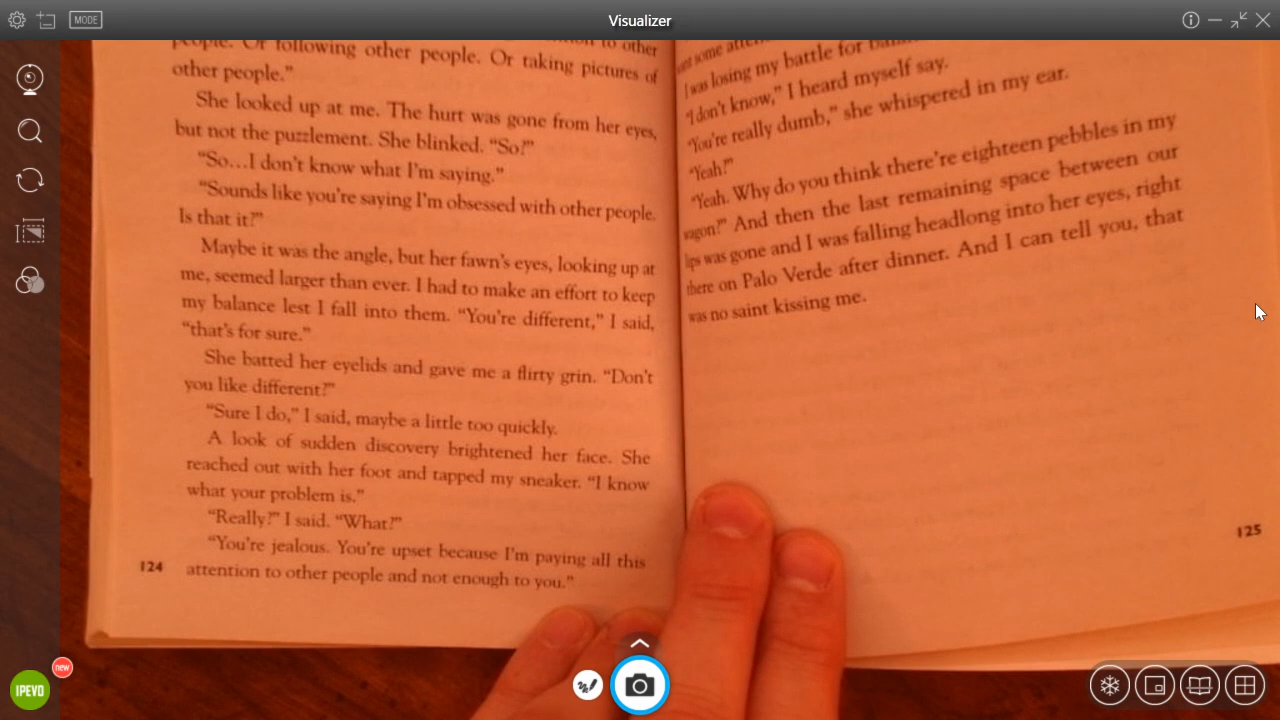 MODE
Visualizer
to other
people. Or following other people. Or taking pictures of
other people.”
She looked up at me. The hurt was gone from her eyes,
but not the puzzlement. She blinked. “So?”
“So…I don’t know what I’m saying.”
“Sounds like you’re saying I’m obsessed with other people.
Is that it?”
Maybe it was the angle, but her fawn’s eyes, looking up at
me, seemed larger than ever. I had to make an effort to keep
my balance lest I fall into them. “You’re different,” I said,
“that’s for sure.”
She batted her eyelids and gave me a flirty grin. “Don’t
you like different?”
“Sure I do,” I said, maybe a little too quickly.
A look of sudden discovery brightened her face. She
reached out with her foot and tapped my sneaker. “I know
what your problem is.”
“Really?” I said. “What?”
“You’re jealous. You’re upset because I’m paying all this
attention to other people and not enough to you.”
124
some
I was losing my battle for
“I don’t know,” I heard myself say.
“You’re really dumb,” she whispered in my ear.
“Yeah?”
“Yeah. Why do you think there’re eighteen pebbles in my
wagon?” And then the last remaining space between our
lips was gone and I was falling headlong into her eyes, right
there on Palo Verde after dinner. And I can tell you, that
was no saint kissing me.
125
new
IPEVO